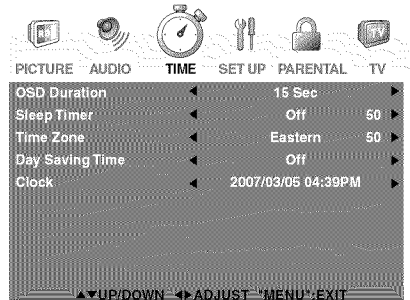 PICTURE AUDIO TIME SET UP PARENTAL TV
OSD Duration ◀ 15 Sec ▶
Sleep Timer ◀ Off 50 ▶
Time Zone ◀ Eastern 50 ▶
Day Saving Time ◀ Off ▶
Clock ◀ 2007/03/05 04:39PM ▶
▲▼UP/DOWN ◀▶ADJUST "MENU":EXIT